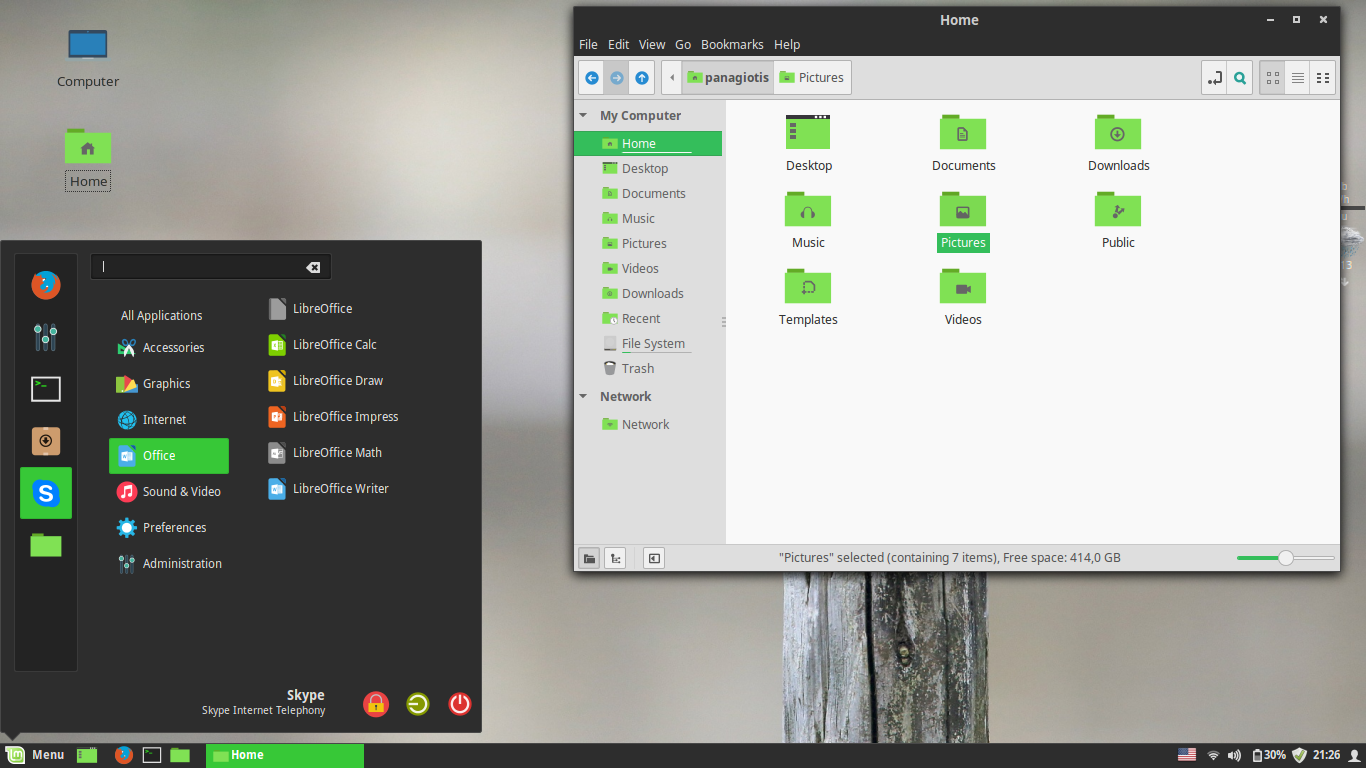 Computer
Home
Home
File Edit View Go Bookmarks Help
panagiotis Pictures
My Computer
Home
Desktop
Documents
Music
Pictures
Videos
Downloads
Recent
File System
Trash
Network
Network
Desktop Documents Downloads
Music Pictures Public
Templates Videos
"Pictures" selected (containing 7 items), Free space: 414,0 GB
All Applications
Accessories
Graphics
Internet
Office
Sound & Video
Preferences
Administration
LibreOffice
LibreOffice Calc
LibreOffice Draw
LibreOffice Impress
LibreOffice Math
LibreOffice Writer
Skype
Skype Internet Telephony
Menu Home 30% 21:26